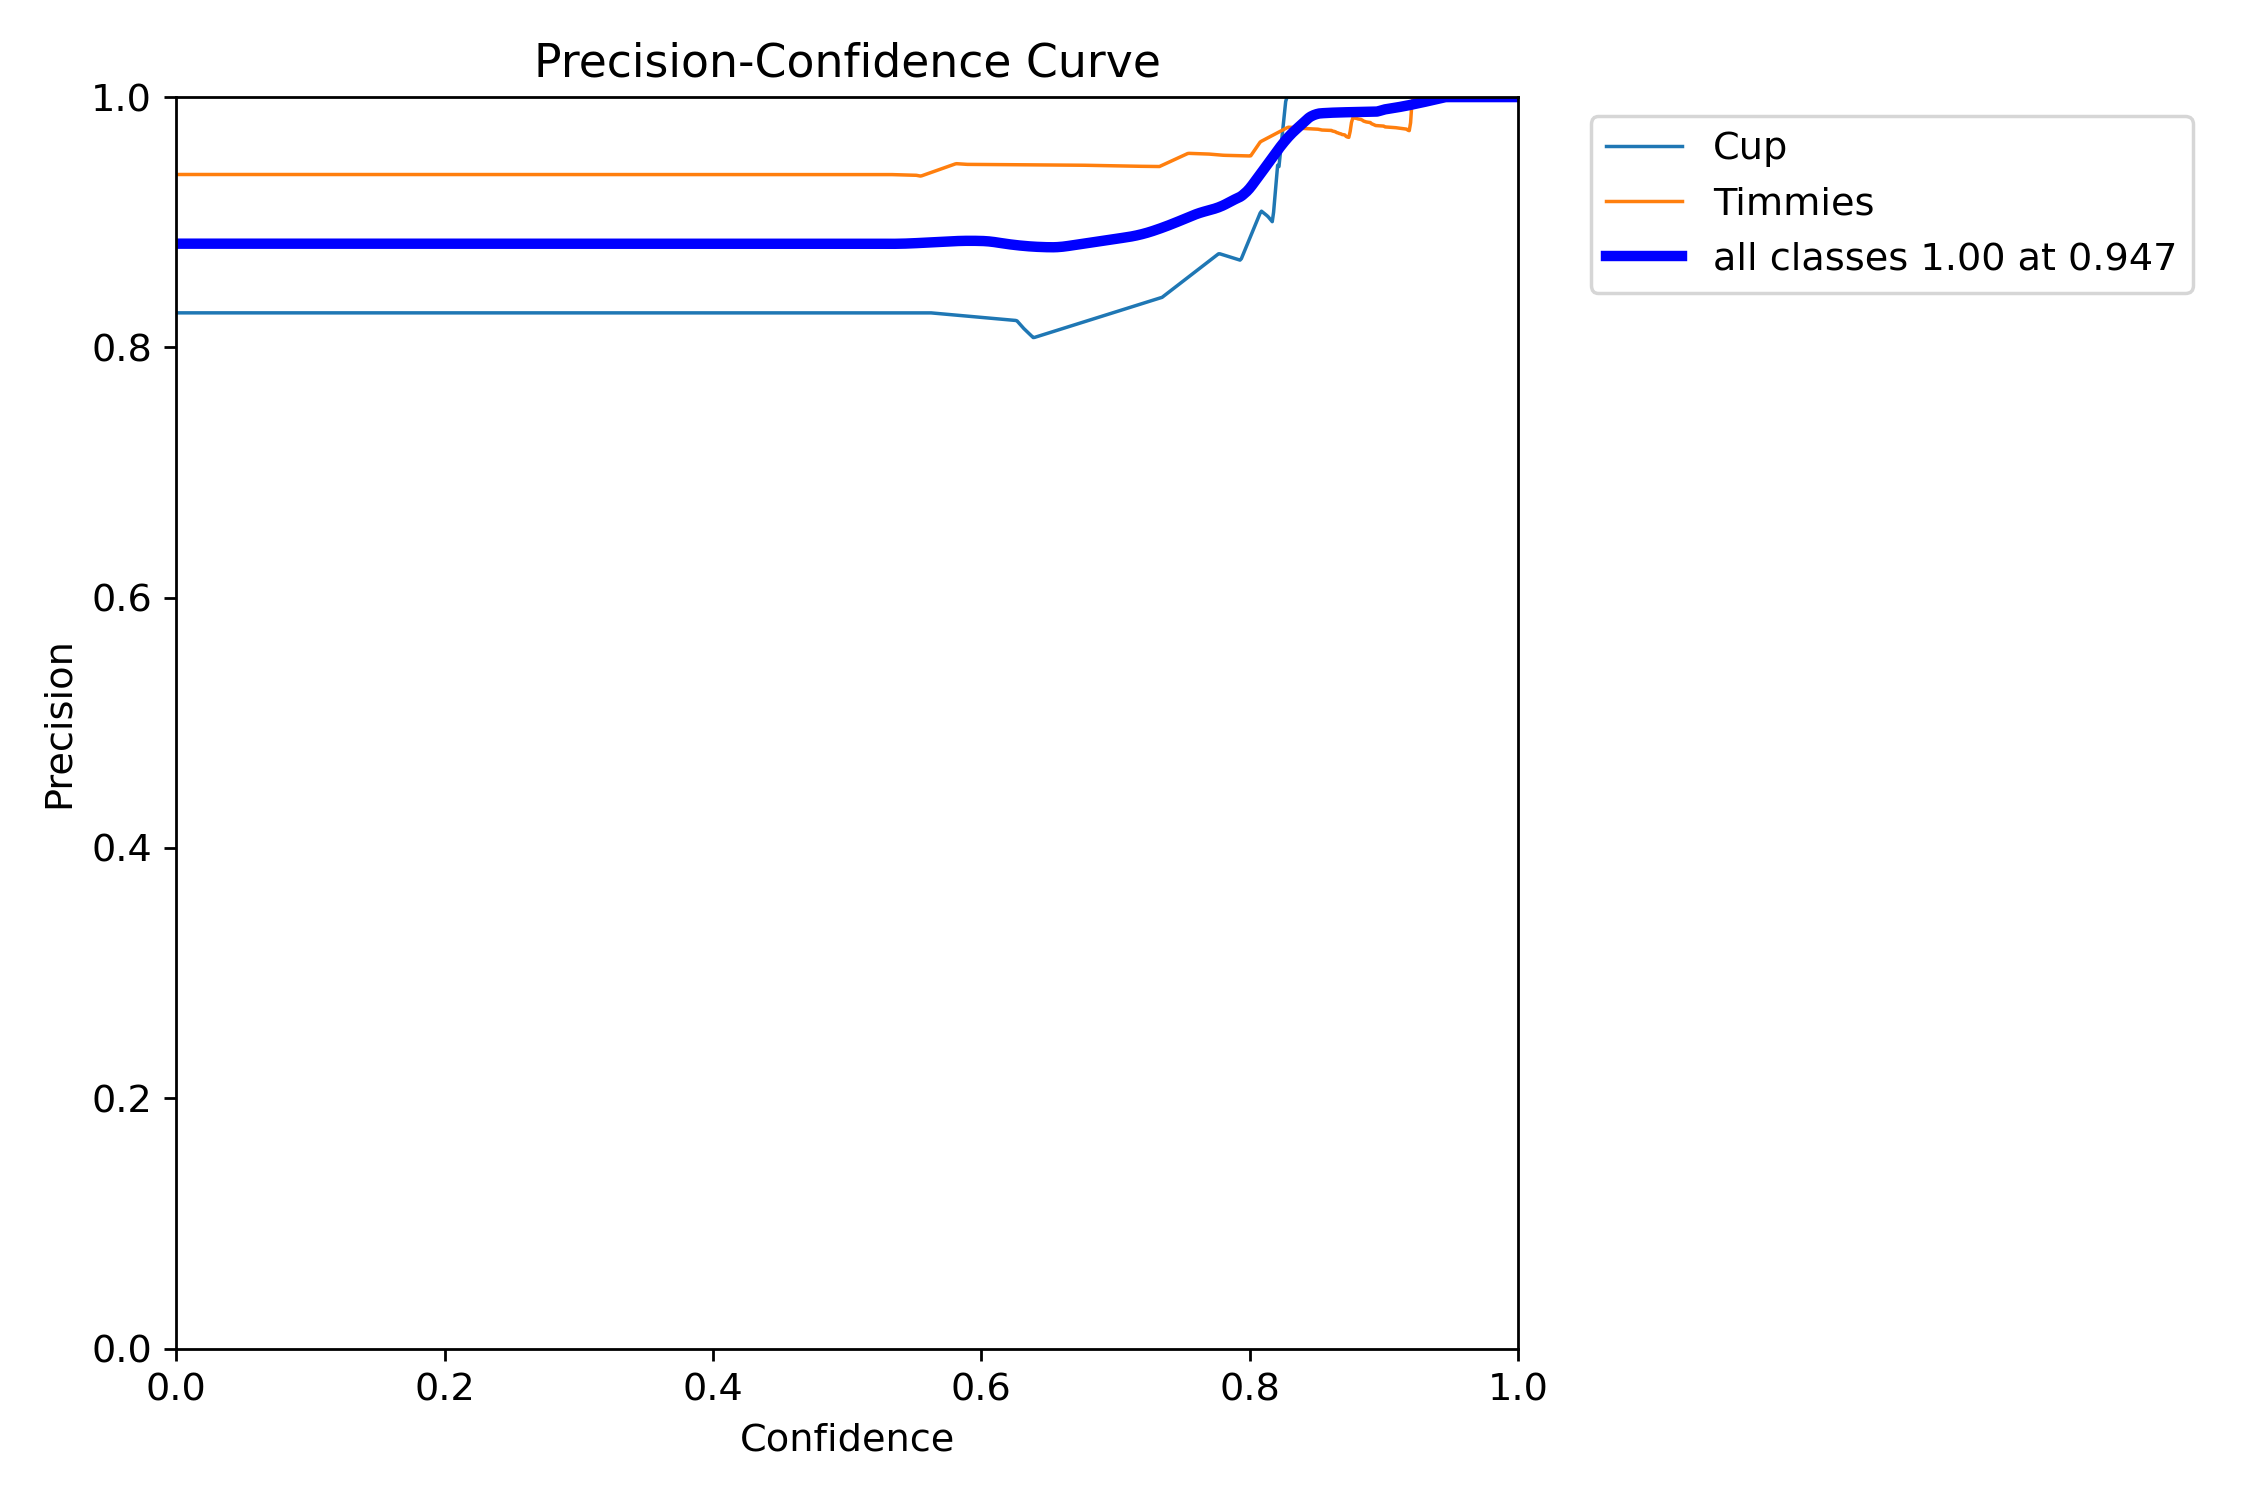 Precision-Confidence Curve
1.0
0.8
0.6
0.4
0.2
0.0
Precision
0.0 0.2 0.4 0.6 0.8 1.0
Confidence
Cup
Timmies
all classes 1.00 at 0.947